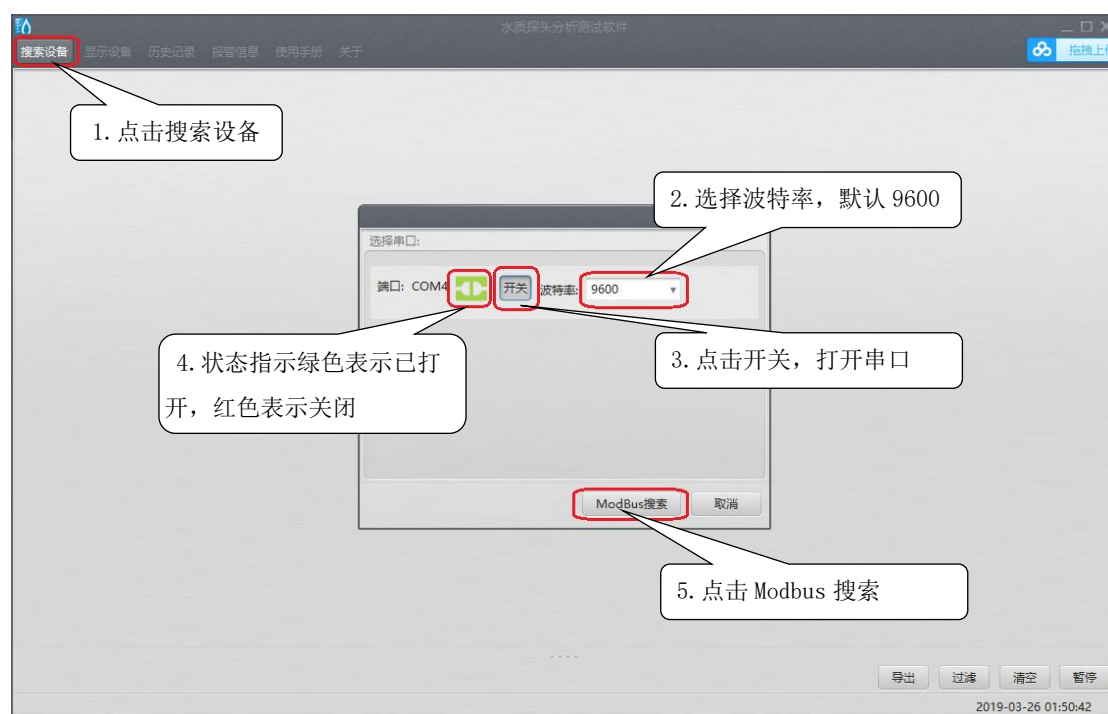 水质探头分析测试软件
搜索设备 显示设备 历史记录 报警信息 使用手册 关于
拖拽上传
1.点击搜索设备
2.选择波特率，默认 9600
选择串口:
端口: COM4 开关 波特率: 9600
4.状态指示绿色表示已打
开，红色表示关闭
3.点击开关，打开串口
ModBus搜索 取消
5.点击 Modbus 搜索
导出 过滤 清空 暂停
2019-03-26 01:50:42